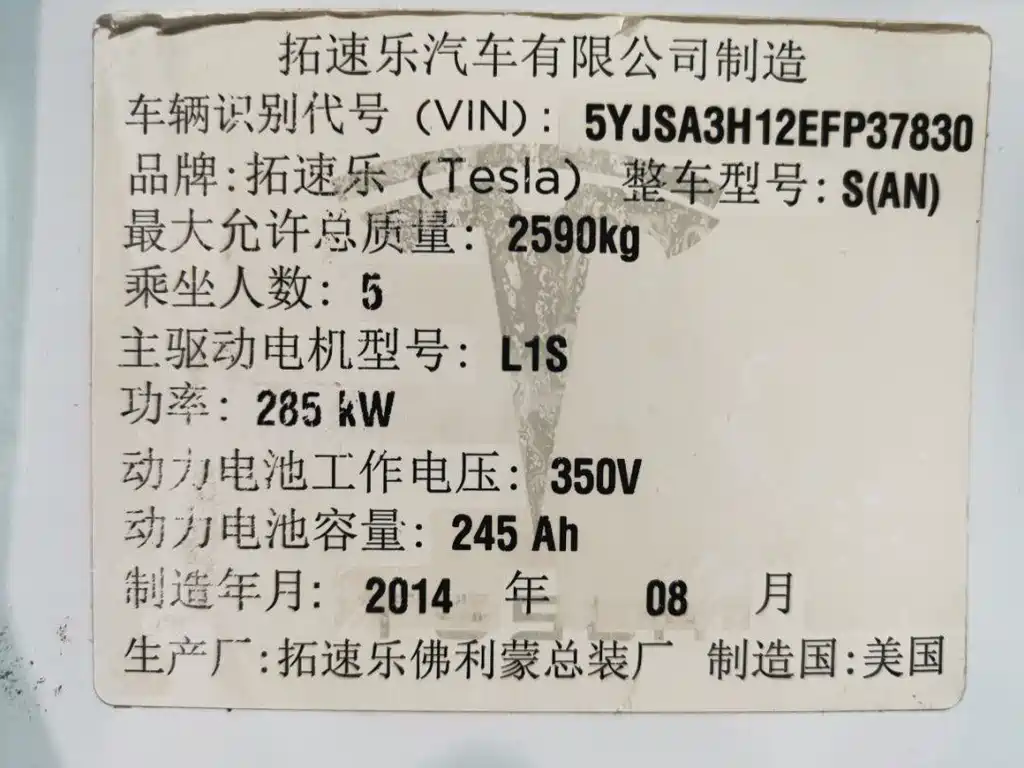 拓速乐汽车有限公司制造
车辆识别代号 (VIN): 5YJSA3H12EFP37830
品牌:拓速乐 (Tesla) 整车型号: S(AN)
最大允许总质量: 2590kg
乘坐人数: 5
主驱动电机型号: L1S
功率: 285 kW
动力电池工作电压: 350V
动力电池容量: 245 Ah
制造年月: 2014 年 08 月
生产厂:拓速乐佛利蒙总装厂 制造国:美国